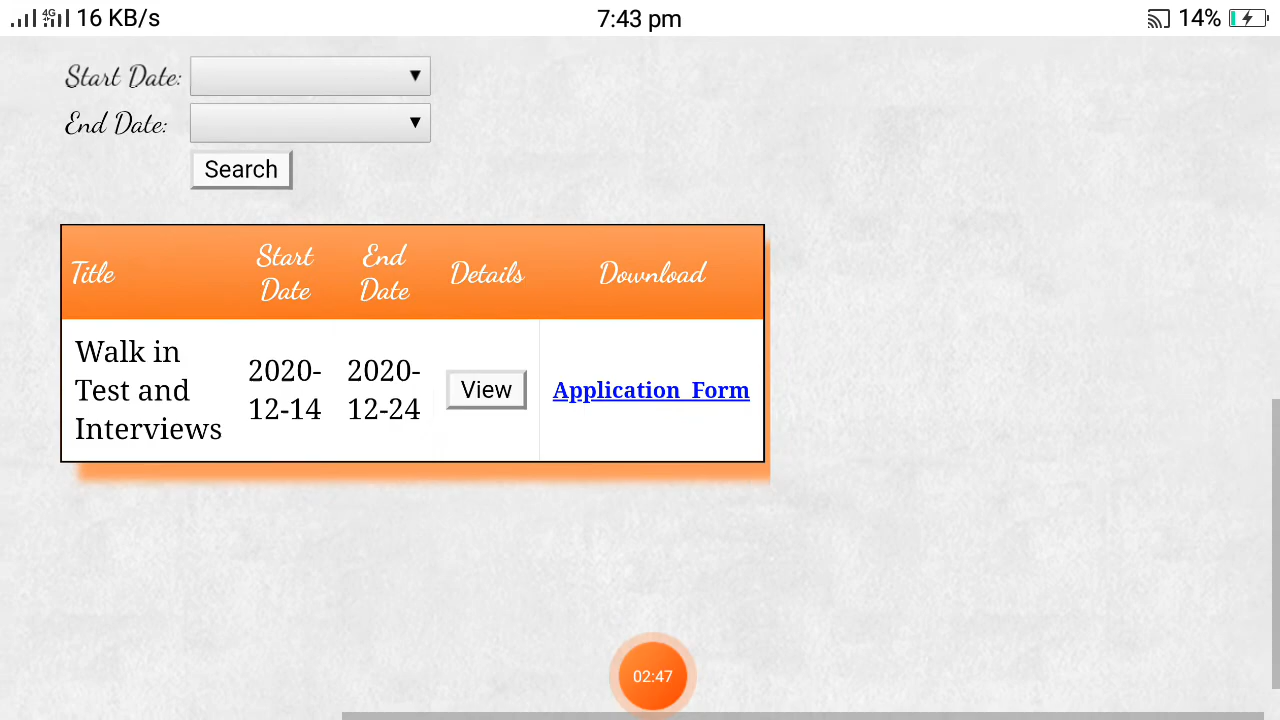 4G 16 KB/s 7:43 pm 14%
Start Date:
End Date:
Search
Title Start Date End Date Details Download
Walk in Test and Interviews 2020-12-14 2020-12-24 View Application Form
02:47